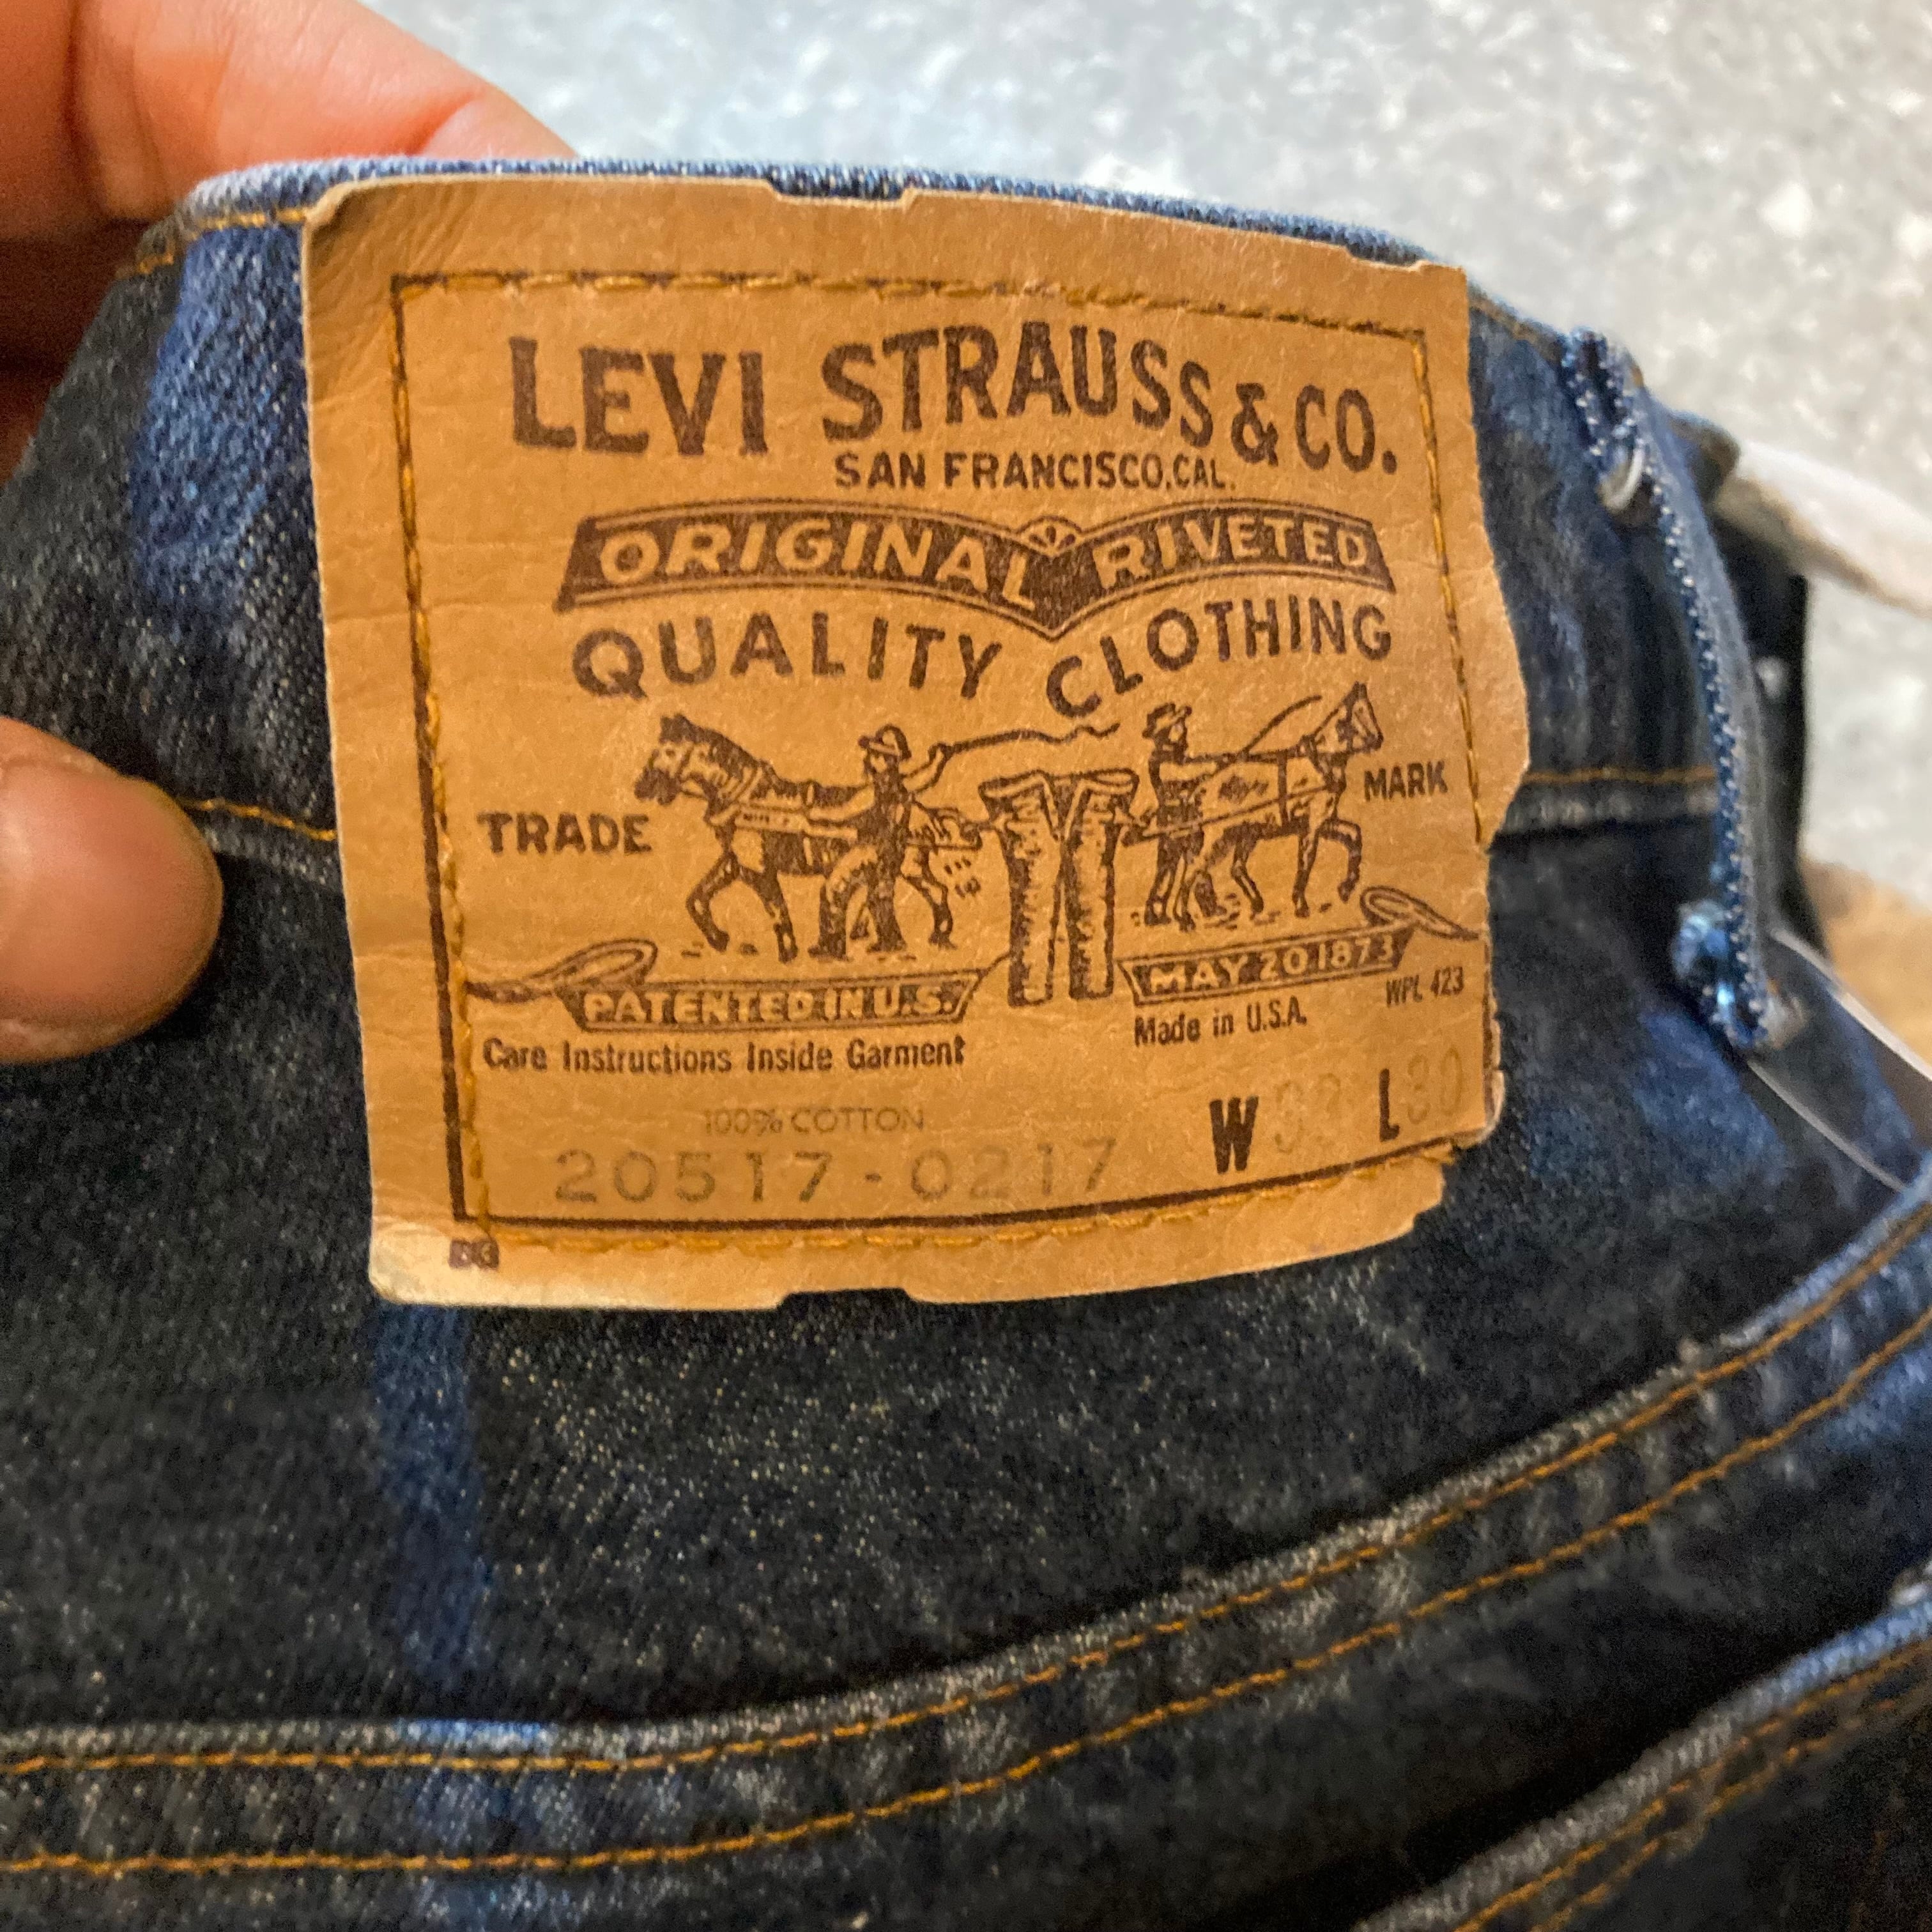 LEVI STRAUSS & CO.
SAN FRANCISCO, CAL.
ORIGINAL RIVETED
QUALITY CLOTHING
TRADE MARK
PATENTED IN U.S. MAY 20 1873
WPL 423
Care Instructions Inside Garment Made in U.S.A.
100% COTTON
20517-0217 W L30